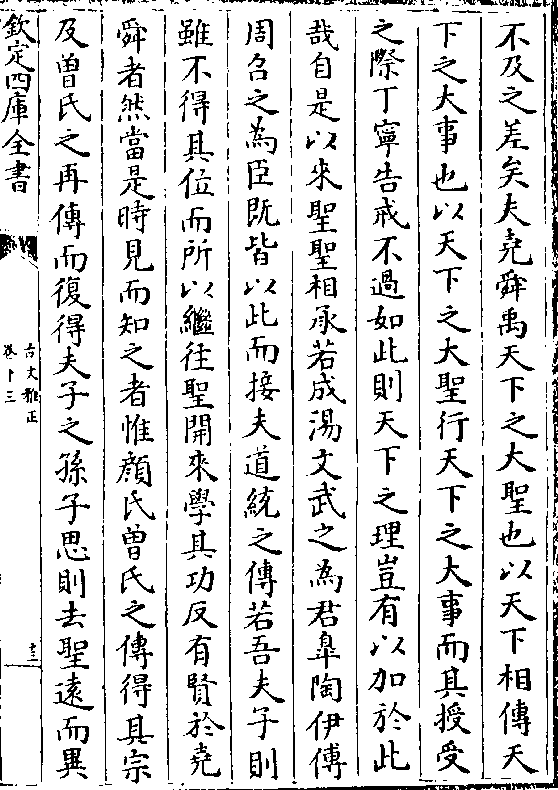 不及之差矣夫堯舜禹天下之大聖也以天下相傳天
下之大事也以天下之大聖行天下之大事而其授受
之際丁寧告戒不過如此則天下之理豈有以加於此
哉自是以來聖聖相承若成湯文武之為君臯陶伊傅
周召之為臣既皆以此而接夫道統之傳若吾夫子則
雖不得其位而所以繼往聖開來學其功反有賢於堯
舜者然當是時見而知之者惟顔氏曾氏之傳得其宗
及曾氏之再傳而復得夫子之孫子思則去聖遠而異
欽定四庫全書
古文雅正
卷十三